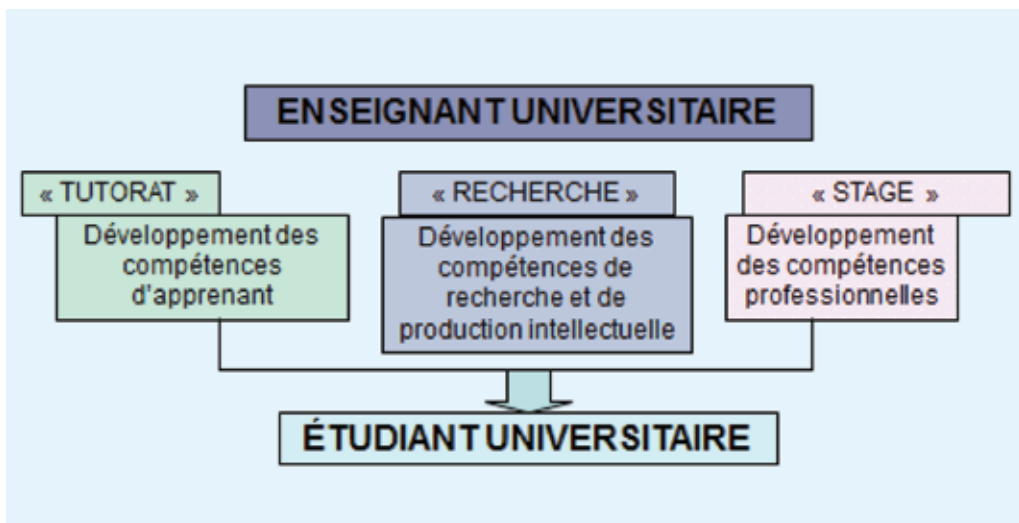 ENSEIGNANT UNIVERSITAIRE
« TUTORAT »
Développement des
compétences
d'apprenant
« RECHERCHE »
Développement des
compétences de
recherche et de
production intellectuelle
« STAGE »
Développement
des compétences
professionnelles
ÉTUDIANT UNIVERSITAIRE